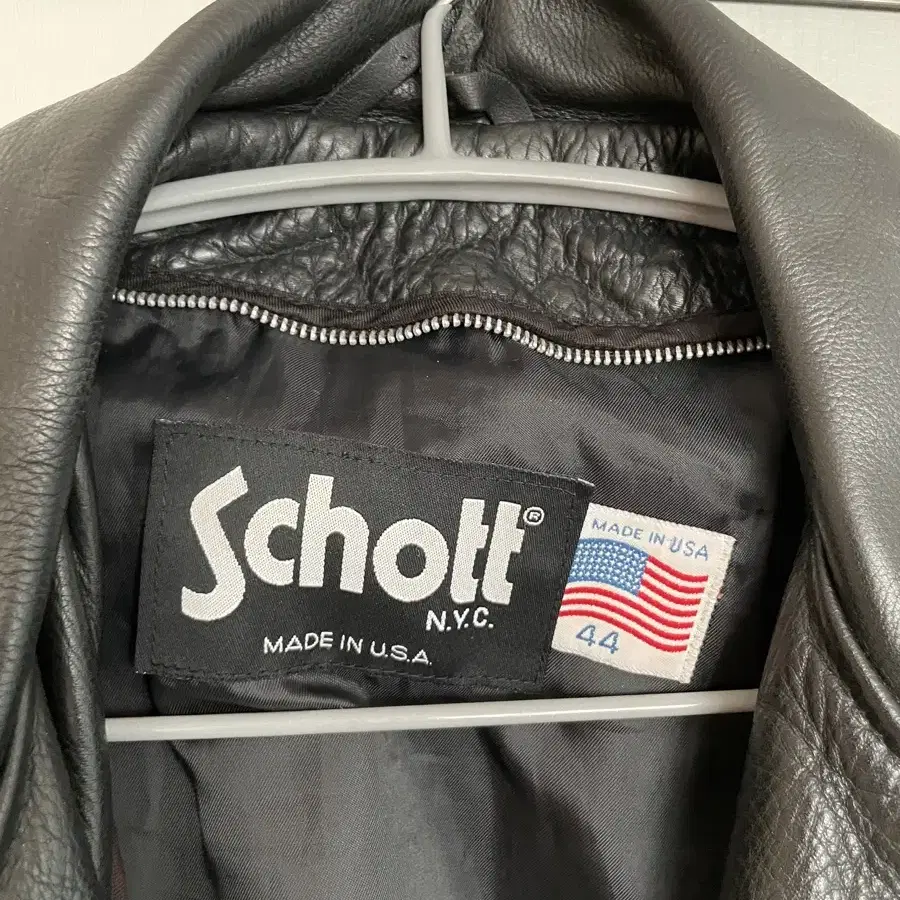 Schott®
N.Y.C.
MADE IN U.S.A.
MADE IN USA
44